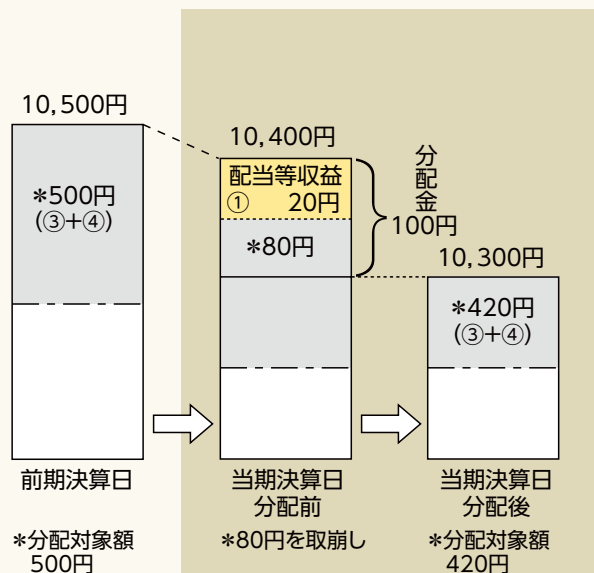 10,500円
*500円
(③+④)
前期決算日
*分配対象額
500円
10,400円
配当等収益
① 20円
*80円
分配金
100円
当期決算日
分配前
*80円を取崩し
10,300円
*420円
(③+④)
当期決算日
分配後
*分配対象額
420円